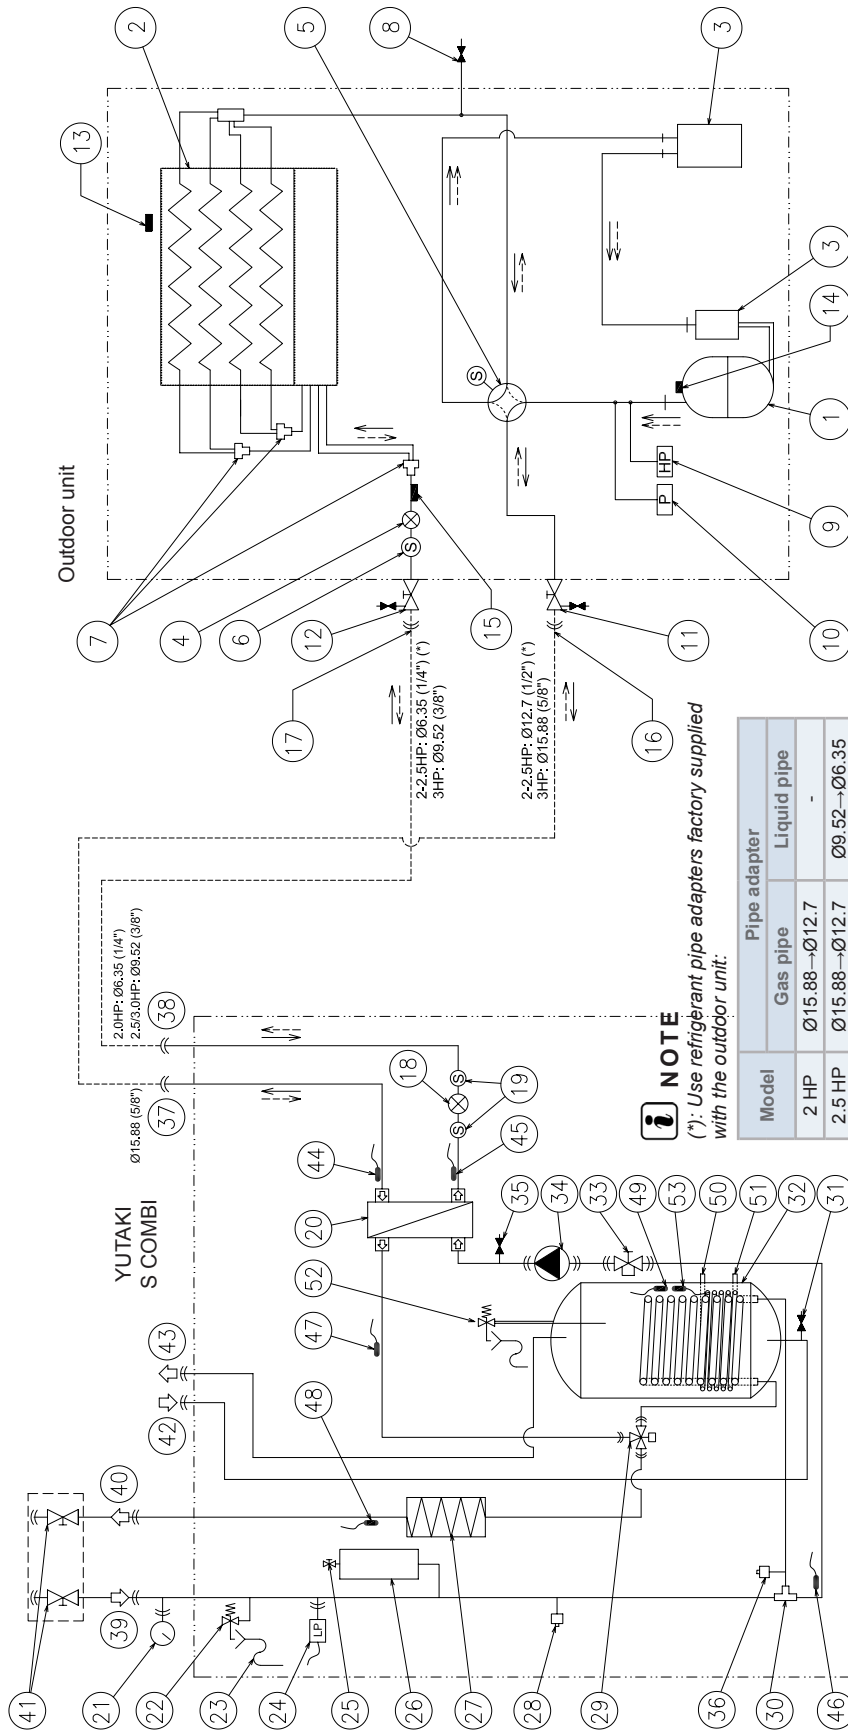 Outdoor unit
YUTAKI
S COMBI
41
21
22
23
24
25
26
27
28
29
36
30
46
39
40
42
43
48
47
52
20
44
37
38
Ø15.88 (5/8")
2.0HP: Ø6.35 (1/4")
2.5/3.0HP: Ø9.52 (3/8")
18
19
45
35
34
33
49
53
50
51
32
31
LP
S
S
7
4
6
12
15
17
11
16
10
9
1
14
3
3
8
5
2
13
S
S
P
HP
2-2.5HP: Ø6.35 (1/4") (*)
3HP: Ø9.52 (3/8")
2-2.5HP: Ø12.7 (1/2") (*)
3HP: Ø15.88 (5/8")
i NOTE
(*): Use refrigerant pipe adapters factory supplied
with the outdoor unit:
Model Pipe adapter
Gas pipe Liquid pipe
2 HP Ø15.88→Ø12.7 -
2.5 HP Ø15.88→Ø12.7 Ø9.52→Ø6.35